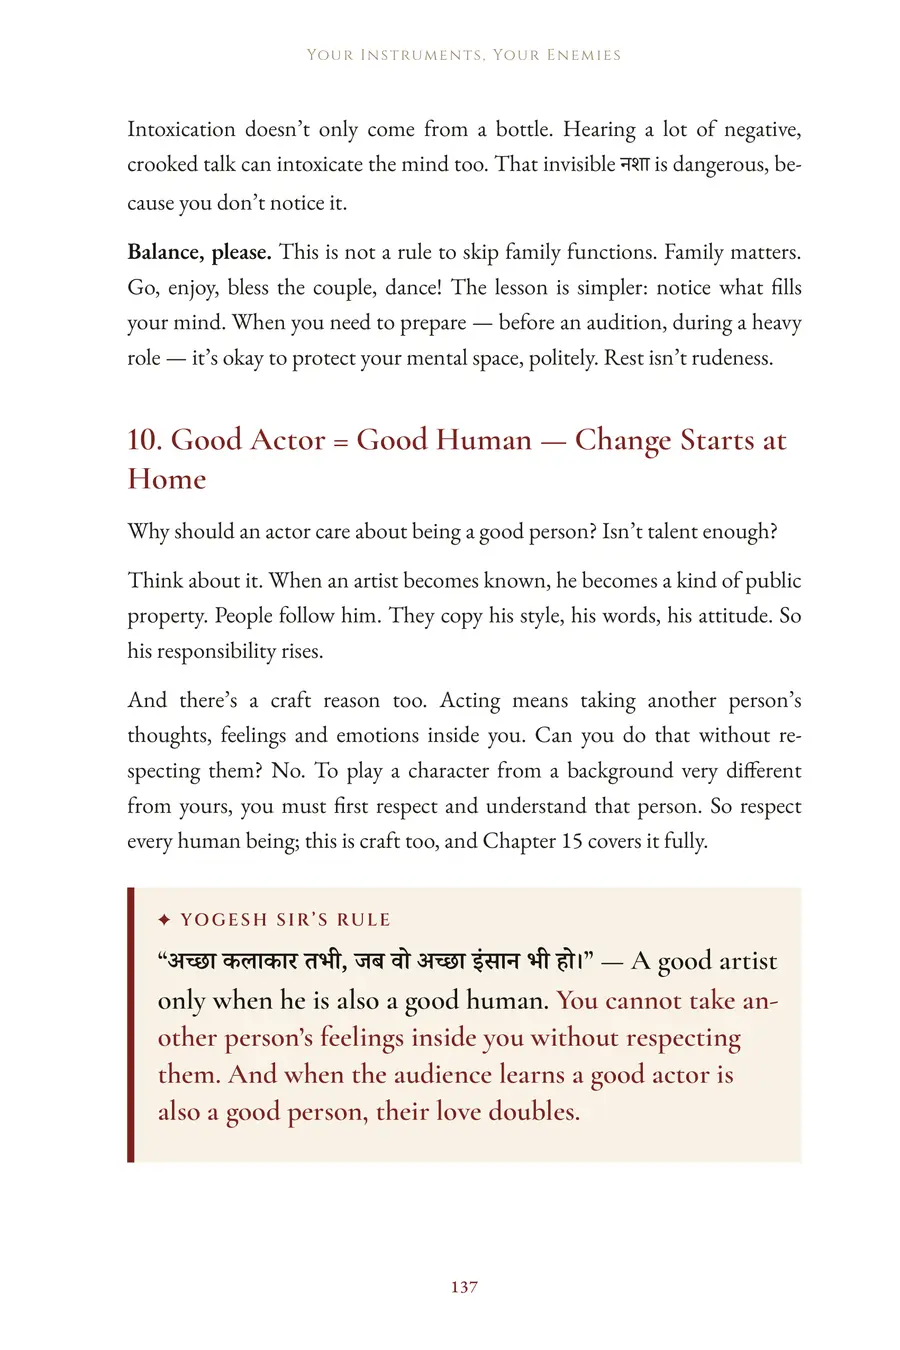 Your Instruments, Your Enemies
Intoxication doesn’t only come from a bottle. Hearing a lot of negative,
crooked talk can intoxicate the mind too. That invisible नशा is dangerous, be-
cause you don’t notice it.
Balance, please. This is not a rule to skip family functions. Family matters.
Go, enjoy, bless the couple, dance! The lesson is simpler: notice what fills
your mind. When you need to prepare — before an audition, during a heavy
role — it’s okay to protect your mental space, politely. Rest isn’t rudeness.
10. Good Actor = Good Human — Change Starts at
Home
Why should an actor care about being a good person? Isn’t talent enough?
Think about it. When an artist becomes known, he becomes a kind of public
property. People follow him. They copy his style, his words, his attitude. So
his responsibility rises.
And there’s a craft reason too. Acting means taking another person’s
thoughts, feelings and emotions inside you. Can you do that without re-
specting them? No. To play a character from a background very different
from yours, you must first respect and understand that person. So respect
every human being; this is craft too, and Chapter 15 covers it fully.
✦ YOGESH SIR’S RULE
“अच्छा कलाकार तभी, जब वो अच्छा इंसान भी हो।” — A good artist
only when he is also a good human. You cannot take an-
other person’s feelings inside you without respecting
them. And when the audience learns a good actor is
also a good person, their love doubles.
137